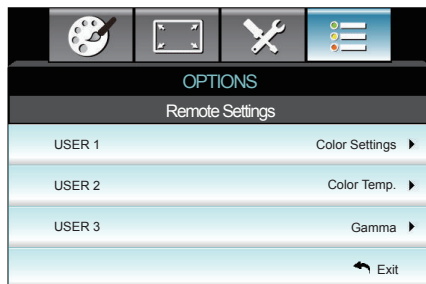 OPTIONS
Remote Settings
USER 1 Color Settings
USER 2 Color Temp.
USER 3 Gamma
Exit